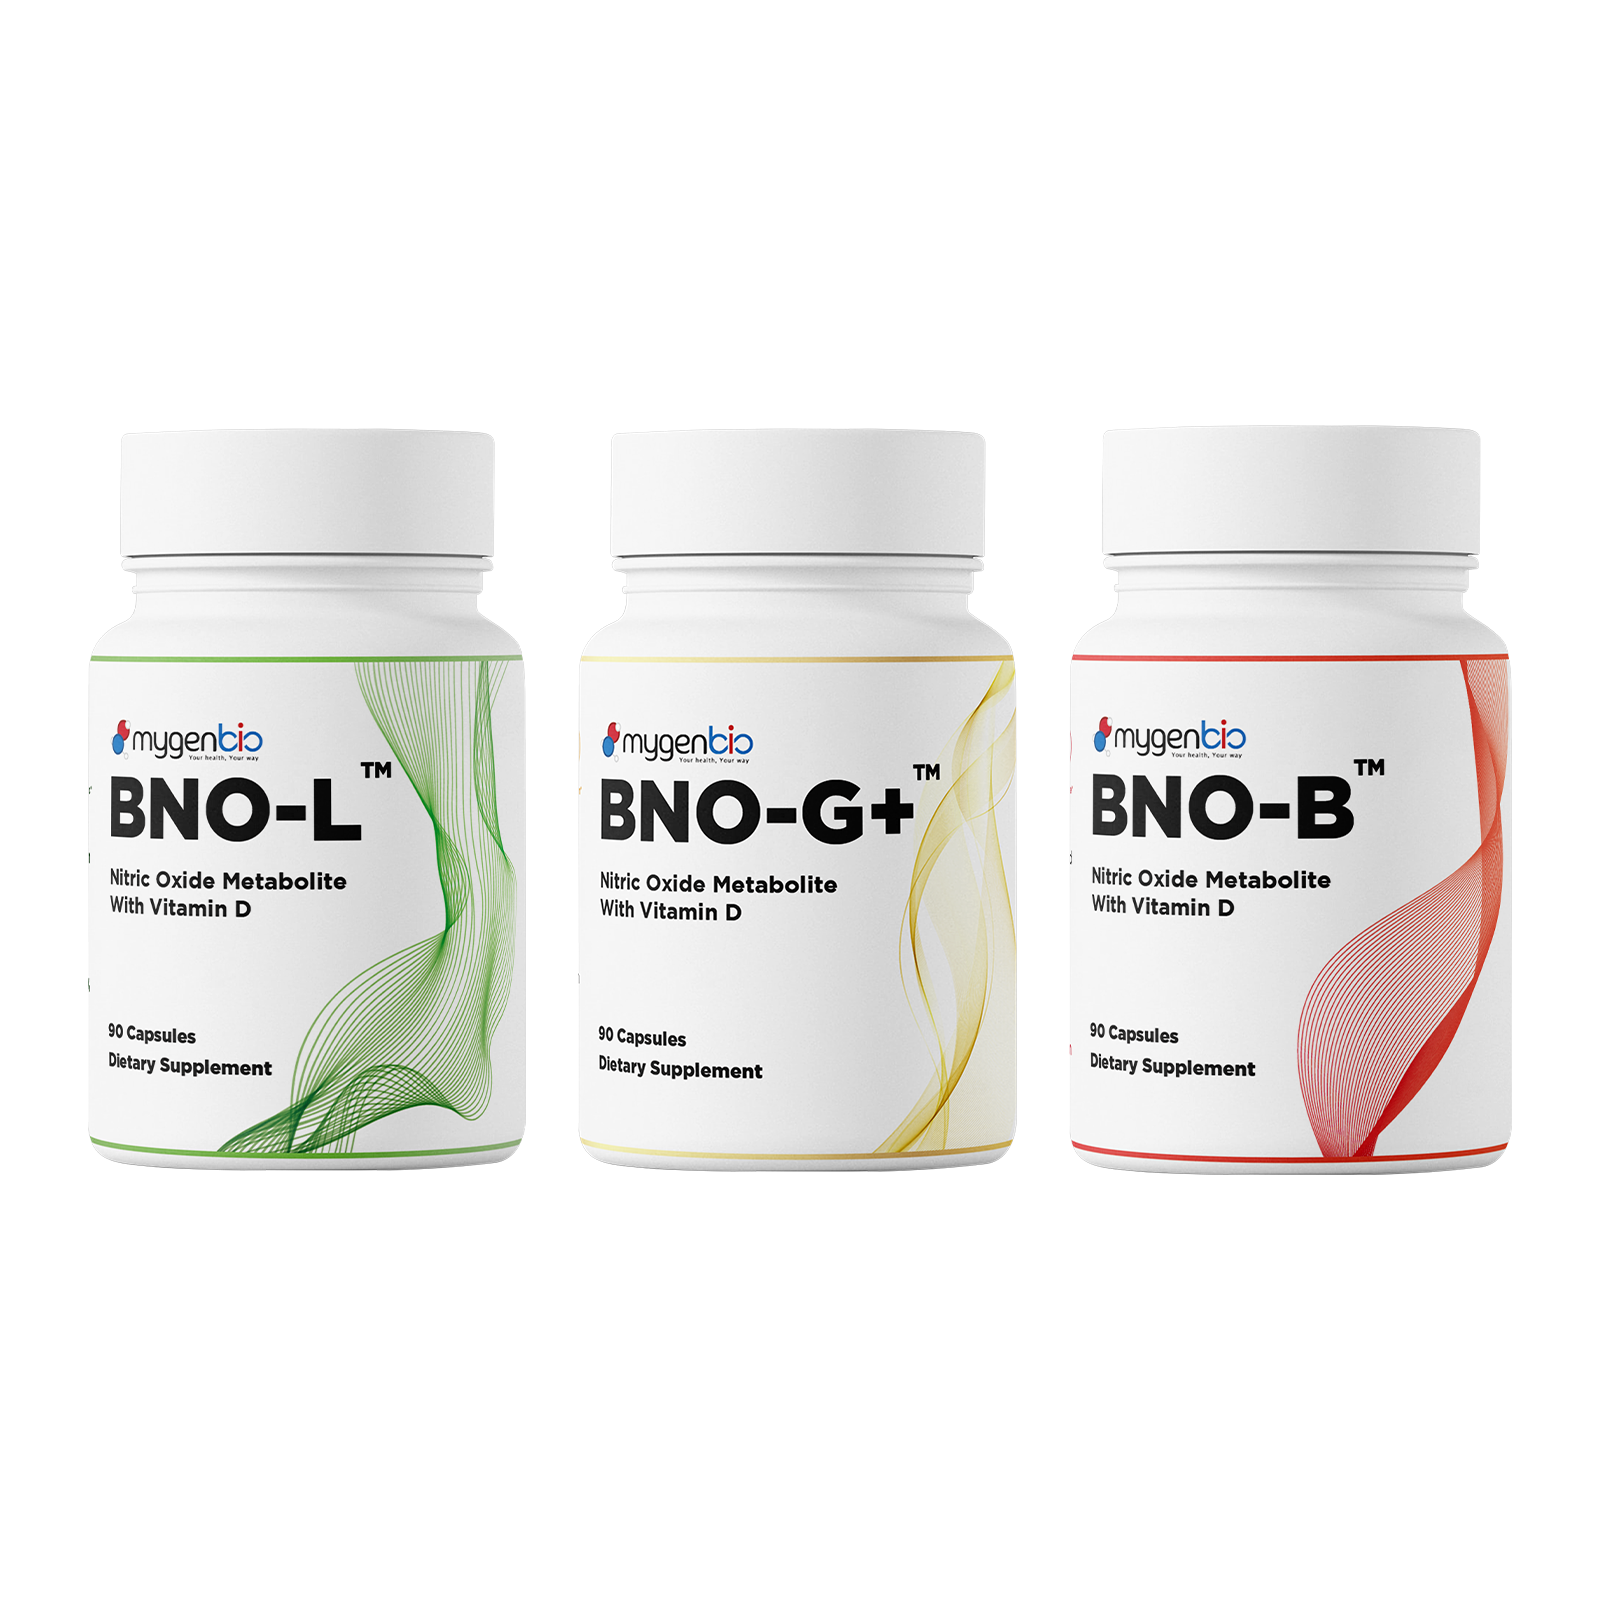 mygenbio
Your health, Your way
BNO-L™
Nitric Oxide Metabolite
With Vitamin D
90 Capsules
Dietary Supplement
mygenbio
Your health, Your way
BNO-G+™
Nitric Oxide Metabolite
With Vitamin D
90 Capsules
Dietary Supplement
mygenbio
Your health, Your way
BNO-B™
Nitric Oxide Metabolite
With Vitamin D
90 Capsules
Dietary Supplement